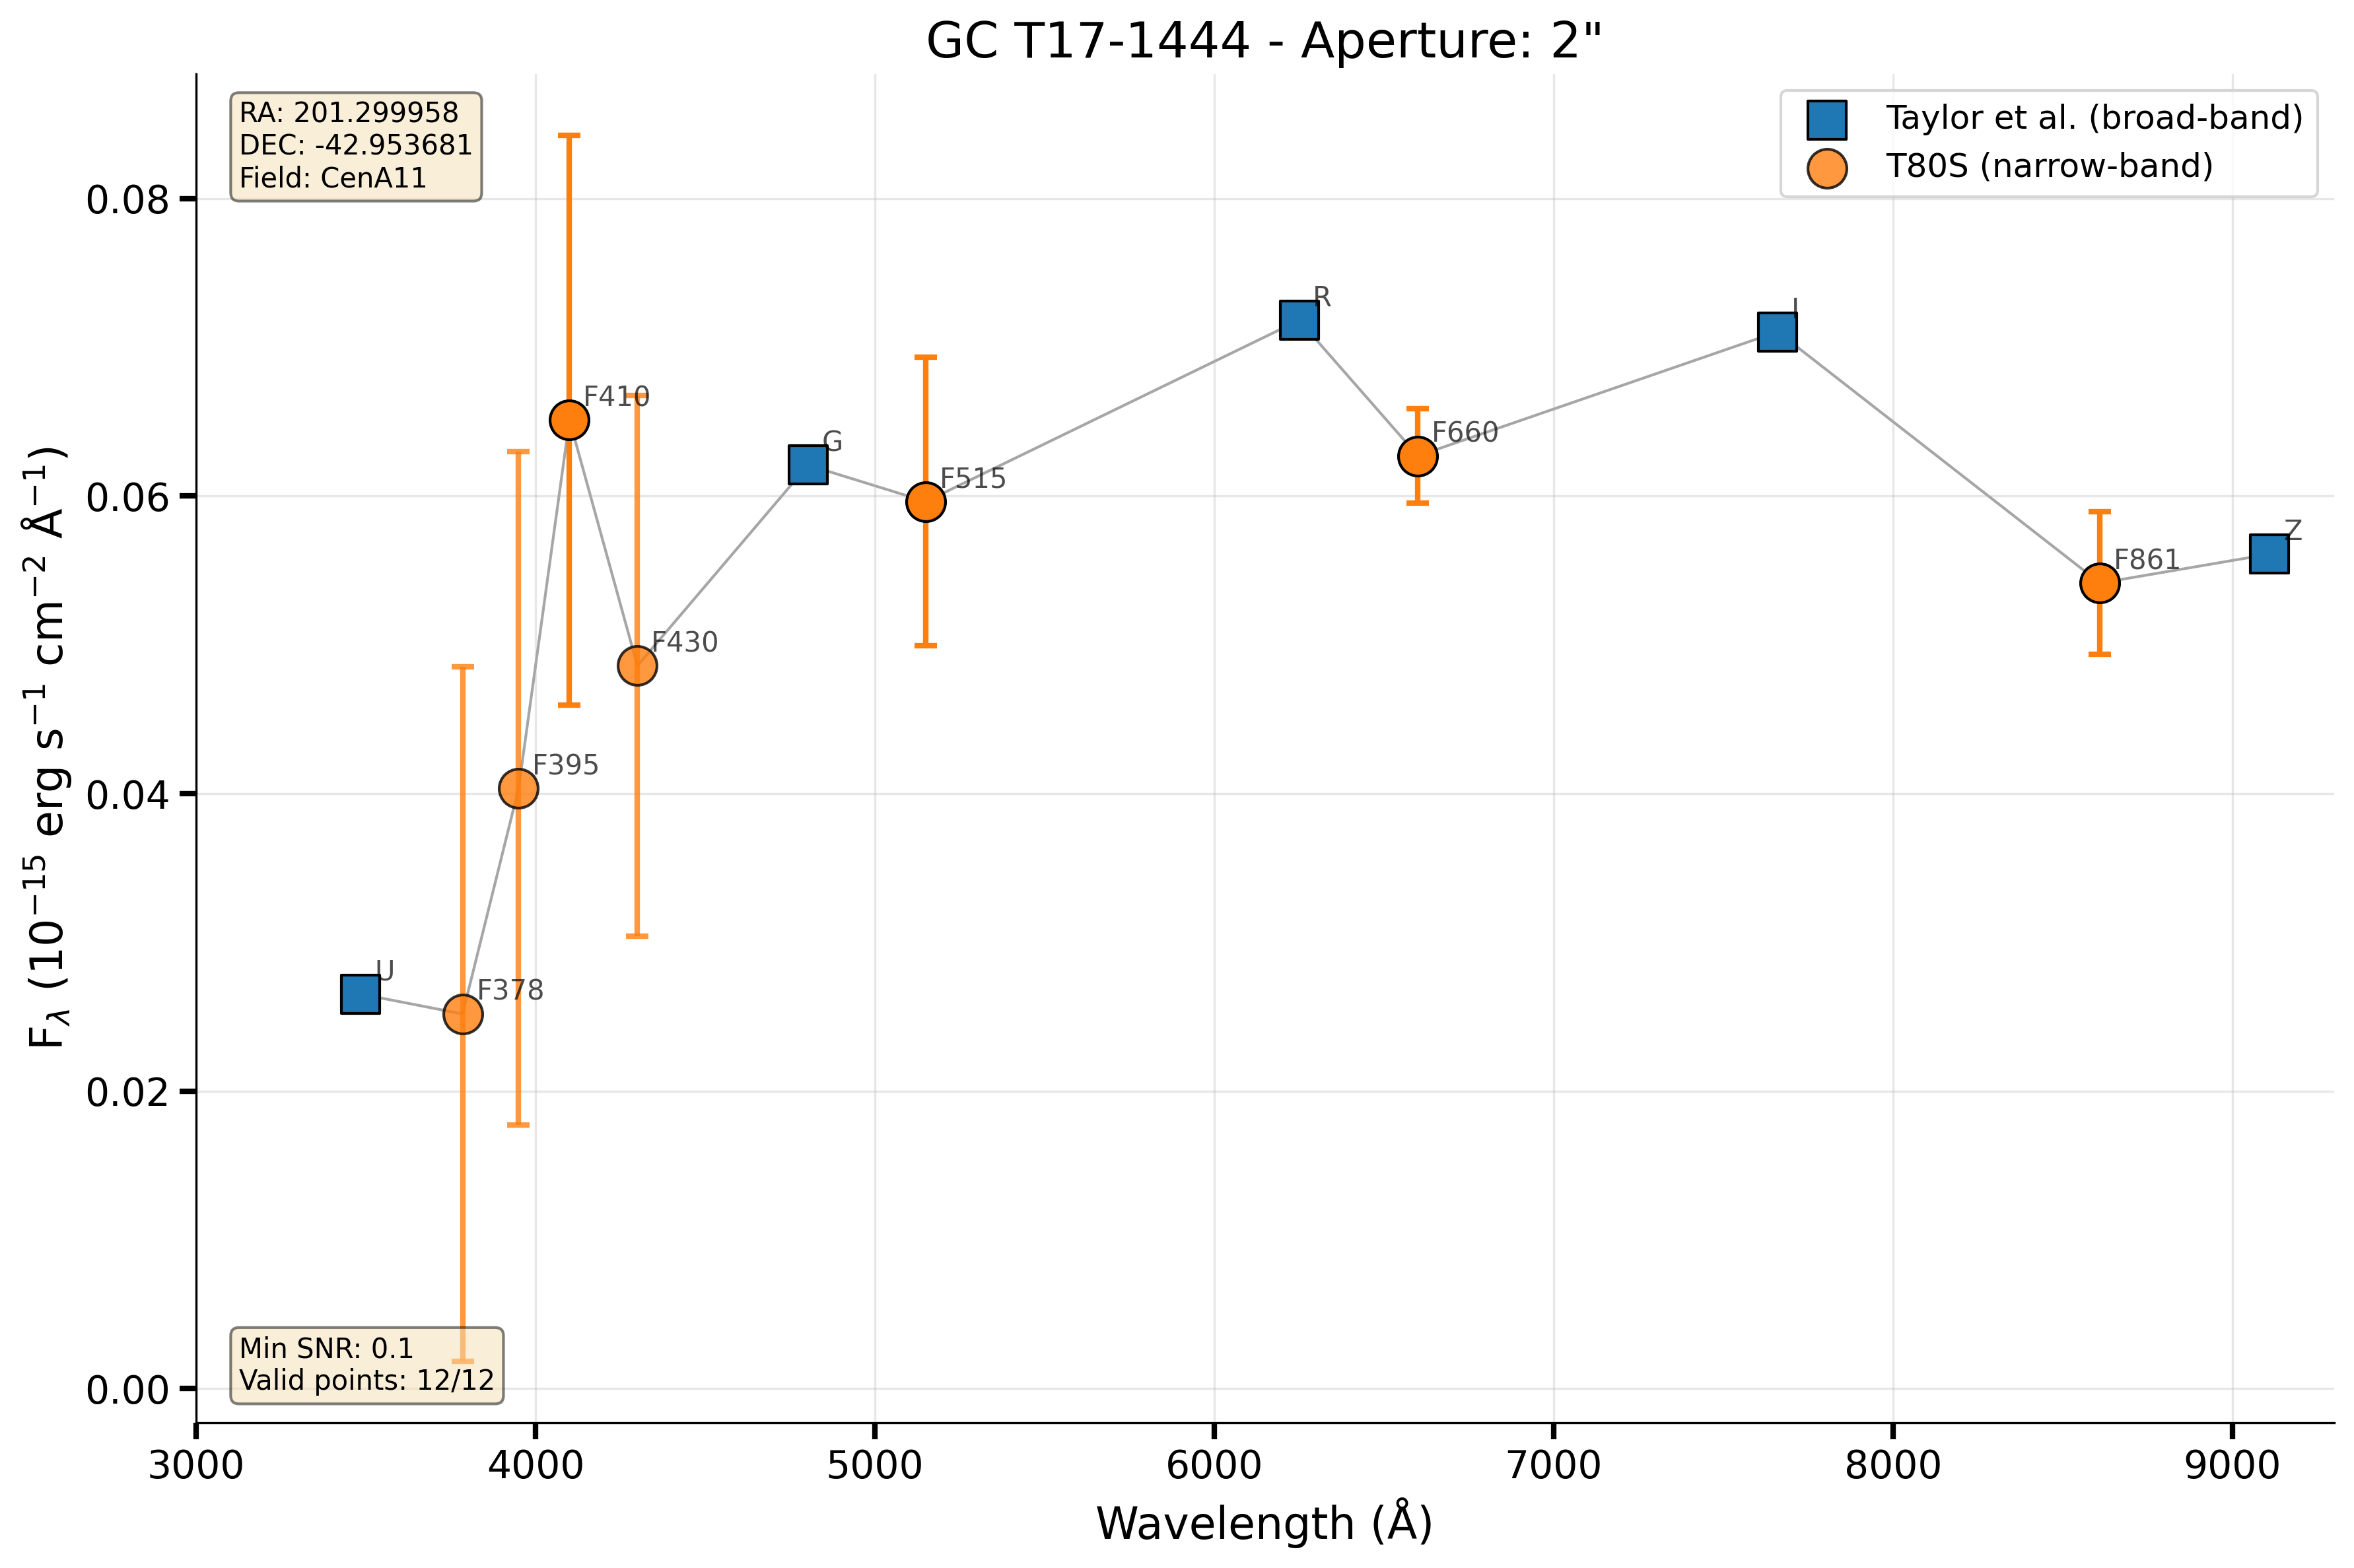 GC T17-1444 - Aperture: 2"
RA: 201.299958
DEC: -42.953681
Field: CenA11
Taylor et al. (broad-band)
T80S (narrow-band)
0.08
0.06
0.04
0.02
0.00
F_λ (10⁻¹⁵ erg s⁻¹ cm⁻² Å⁻¹)
U
F378
F395
F410
F430
G
F515
R
F660
I
F861
Z
Min SNR: 0.1
Valid points: 12/12
3000 4000 5000 6000 7000 8000 9000
Wavelength (Å)